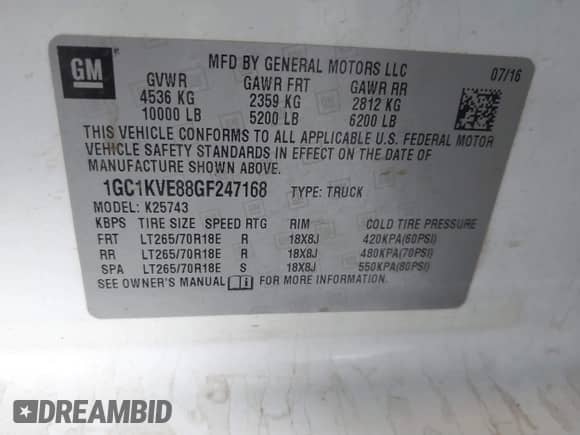 GM
MFD BY GENERAL MOTORS LLC
07/16
GVWR GAWR FRT GAWR RR
4536 KG 2359 KG 2812 KG
10000 LB 5200 LB 6200 LB
THIS VEHICLE CONFORMS TO ALL APPLICABLE U.S. FEDERAL MOTOR
VEHICLE SAFETY STANDARDS IN EFFECT ON THE DATE OF
MANUFACTURE SHOWN ABOVE.
1GC1KVE88GF247168 TYPE: TRUCK
MODEL: K25743
KBPS TIRE SIZE SPEED RTG RIM COLD TIRE PRESSURE
FRT LT265/70R18E R 18X8J 420KPA(60PSI)
RR LT265/70R18E R 18X8J 480KPA(70PSI)
SPA LT265/70R18E S 18X8J 550KPA(80PSI)
SEE OWNER'S MANUAL FOR MORE INFORMATION.
DREAMBID